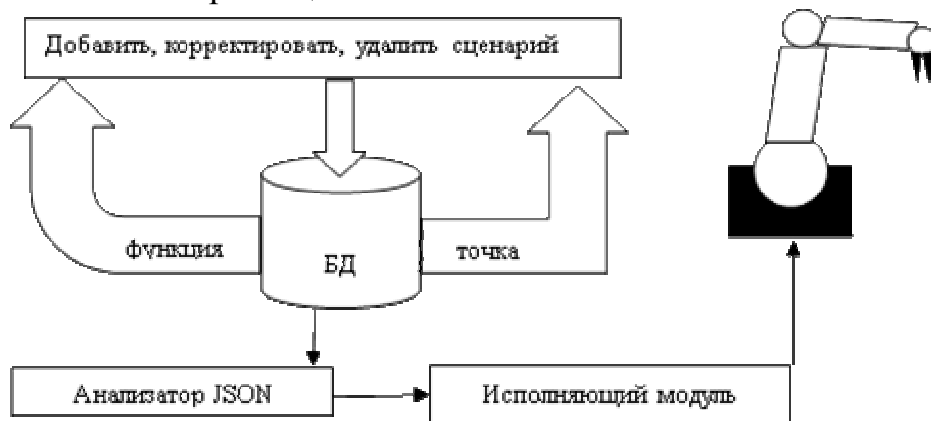 Добавить, корректировать, удалить сценарий
функция
БД
точка
Анализатор JSON
Исполняющий модуль